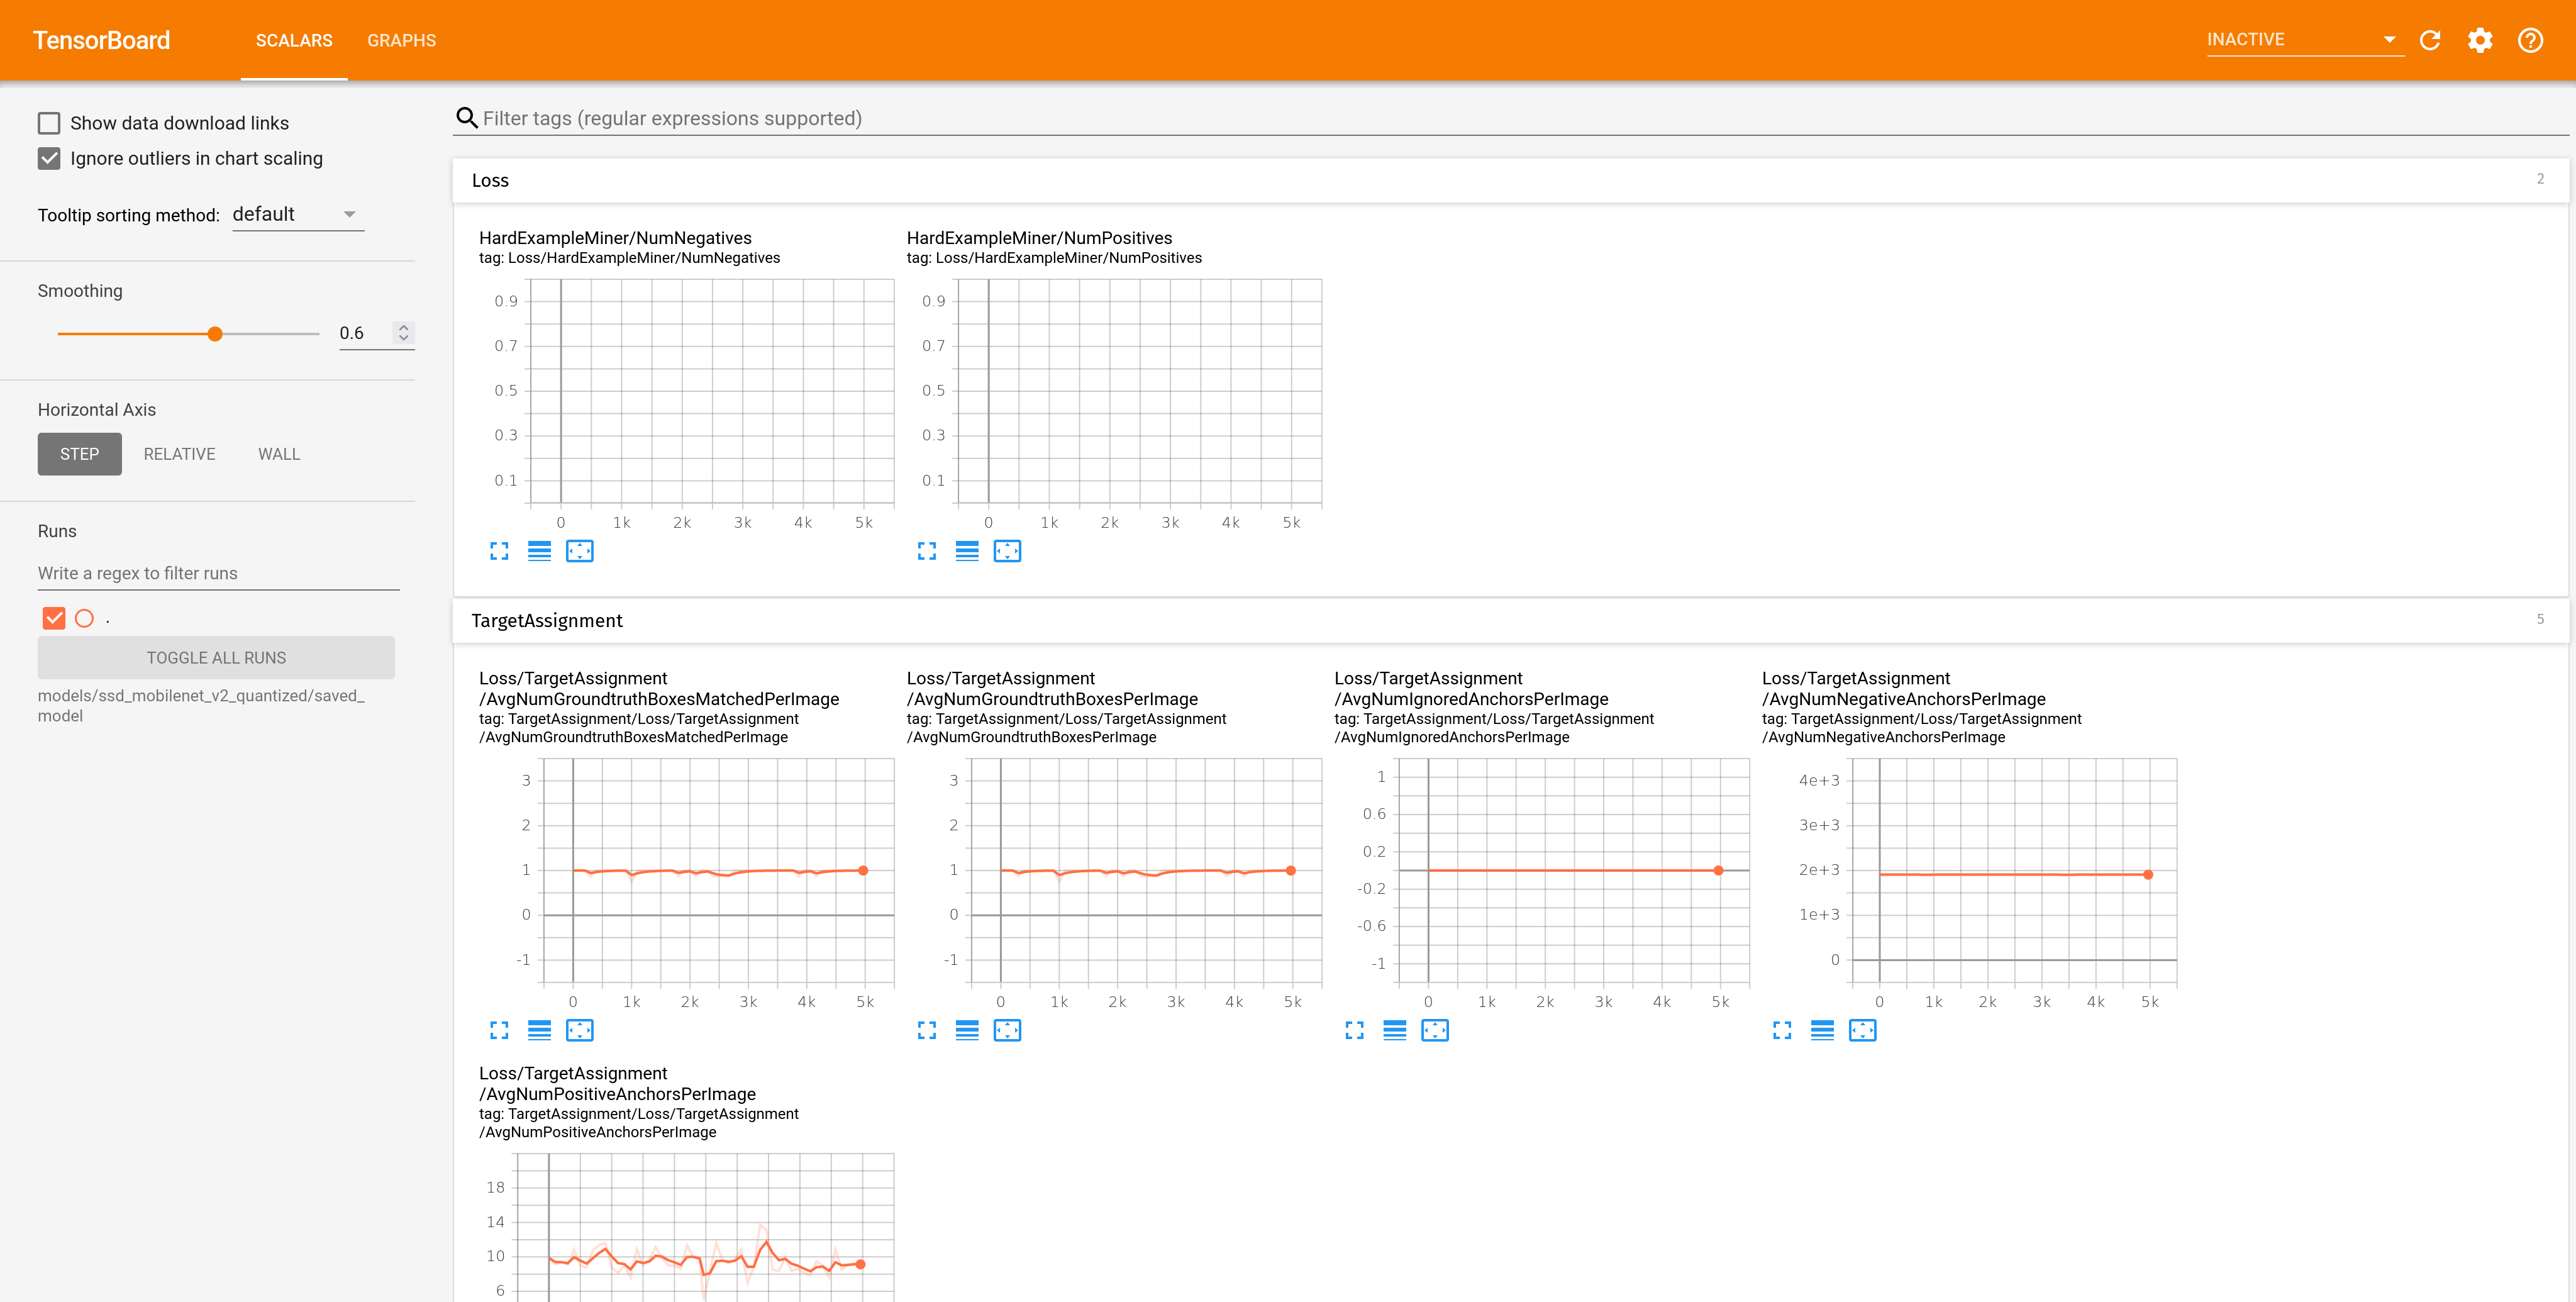 TensorBoard
SCALARS
GRAPHS
INACTIVE
Show data download links
Ignore outliers in chart scaling
Tooltip sorting method: default
Smoothing
0.6
Horizontal Axis
STEP
RELATIVE
WALL
Runs
Write a regex to filter runs
.
TOGGLE ALL RUNS
models/ssd_mobilenet_v2_quantized/saved_
model
Filter tags (regular expressions supported)
Loss
2
HardExampleMiner/NumNegatives
tag: Loss/HardExampleMiner/NumNegatives
0.9
0.7
0.5
0.3
0.1
0 1k 2k 3k 4k 5k
HardExampleMiner/NumPositives
tag: Loss/HardExampleMiner/NumPositives
0.9
0.7
0.5
0.3
0.1
0 1k 2k 3k 4k 5k
TargetAssignment
5
Loss/TargetAssignment
/AvgNumGroundtruthBoxesMatchedPerImage
tag: TargetAssignment/Loss/TargetAssignment
/AvgNumGroundtruthBoxesMatchedPerImage
3
2
1
0
-1
0 1k 2k 3k 4k 5k
Loss/TargetAssignment
/AvgNumGroundtruthBoxesPerImage
tag: TargetAssignment/Loss/TargetAssignment
/AvgNumGroundtruthBoxesPerImage
3
2
1
0
-1
0 1k 2k 3k 4k 5k
Loss/TargetAssignment
/AvgNumIgnoredAnchorsPerImage
tag: TargetAssignment/Loss/TargetAssignment
/AvgNumIgnoredAnchorsPerImage
1
0.6
0.2
-0.2
-0.6
-1
0 1k 2k 3k 4k 5k
Loss/TargetAssignment
/AvgNumNegativeAnchorsPerImage
tag: TargetAssignment/Loss/TargetAssignment
/AvgNumNegativeAnchorsPerImage
4e+3
3e+3
2e+3
1e+3
0
0 1k 2k 3k 4k 5k
Loss/TargetAssignment
/AvgNumPositiveAnchorsPerImage
tag: TargetAssignment/Loss/TargetAssignment
/AvgNumPositiveAnchorsPerImage
18
14
10
6